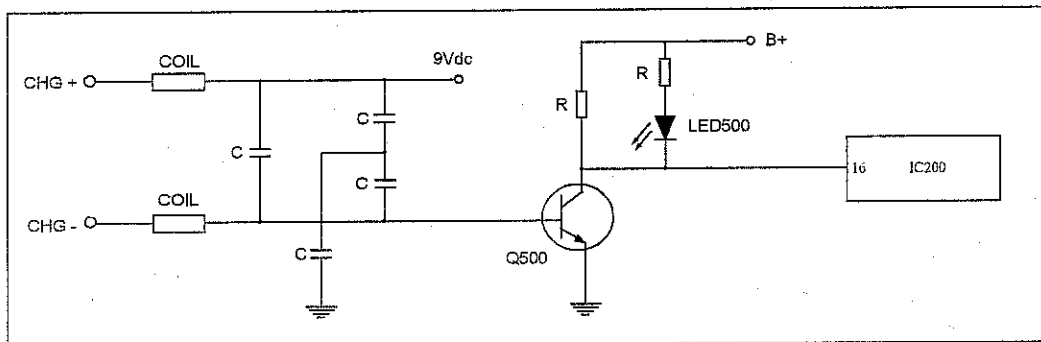 COIL
9Vdc
B+
CHG +
R
R
LED500
C
C
C
16
IC200
COIL
CHG -
C
Q500